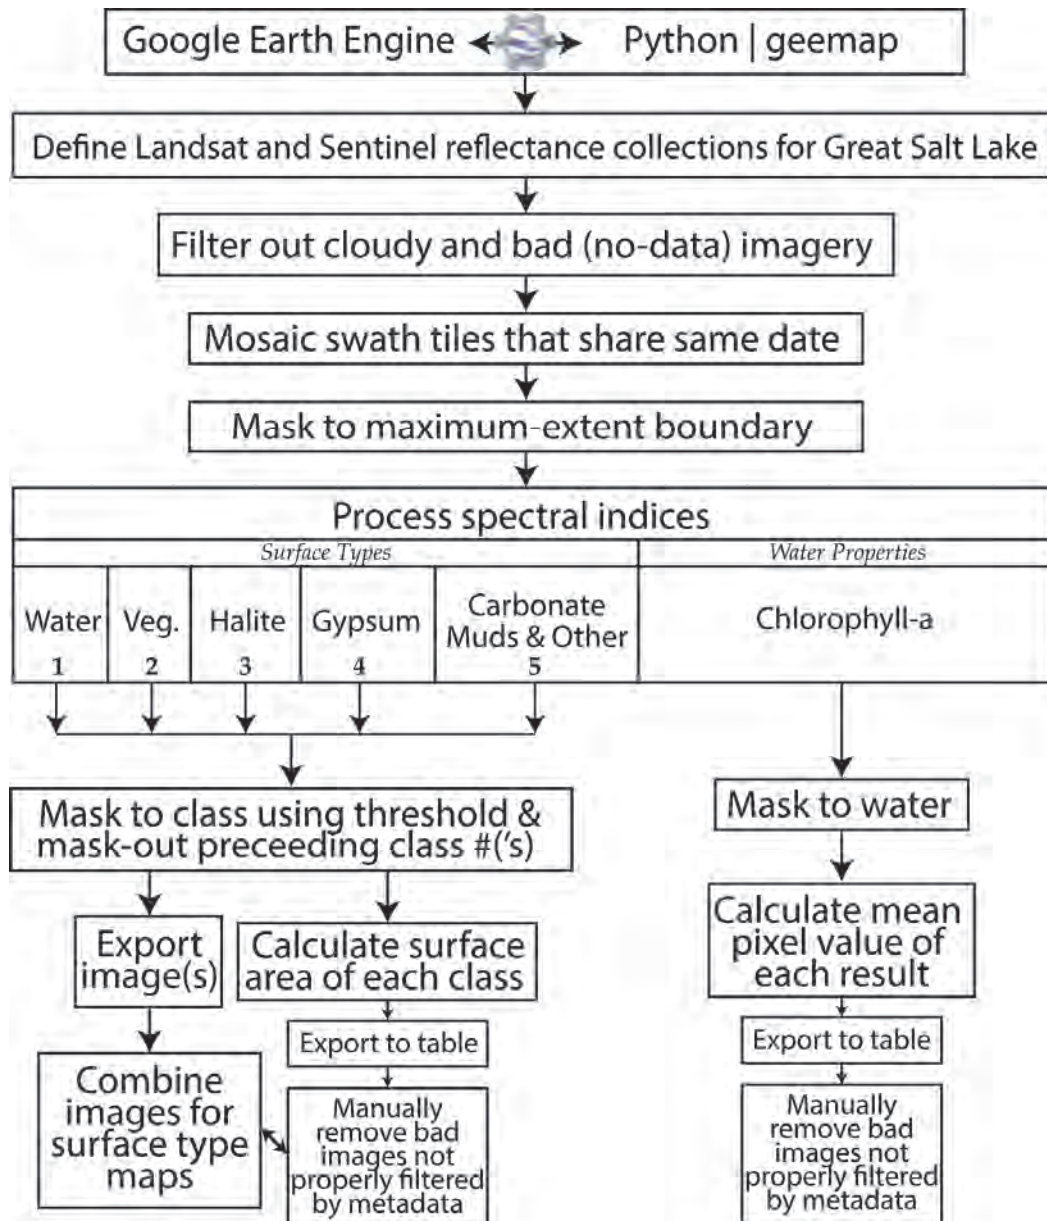 Google Earth Engine Python | geemap
Define Landsat and Sentinel reflectance collections for Great Salt Lake
Filter out cloudy and bad (no-data) imagery
Mosaic swath tiles that share same date
Mask to maximum-extent boundary
Process spectral indices
Surface Types
Water Properties
Water
1
Veg.
2
Halite
3
Gypsum
4
Carbonate
Muds & Other
5
Chlorophyll-a
Mask to class using threshold &
mask-out preceeding class #('s)
Export
image(s)
Combine
images for
surface type
maps
Calculate surface
area of each class
Export to table
Manually
remove bad
images not
properly filtered
by metadata
Mask to water
Calculate mean
pixel value of
each result
Export to table
Manually
remove bad
images not
properly filtered
by metadata